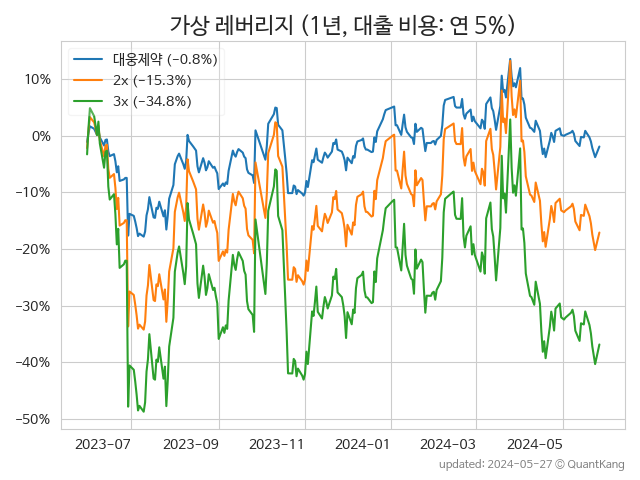 가상 레버리지 (1년, 대출 비용: 연 5%)
대웅제약 (−0.8%)
2x (−15.3%)
3x (−34.8%)
10%
0%
−10%
−20%
−30%
−40%
−50%
2023-07 2023-09 2023-11 2024-01 2024-03 2024-05
updated: 2024-05-27 © QuantKang